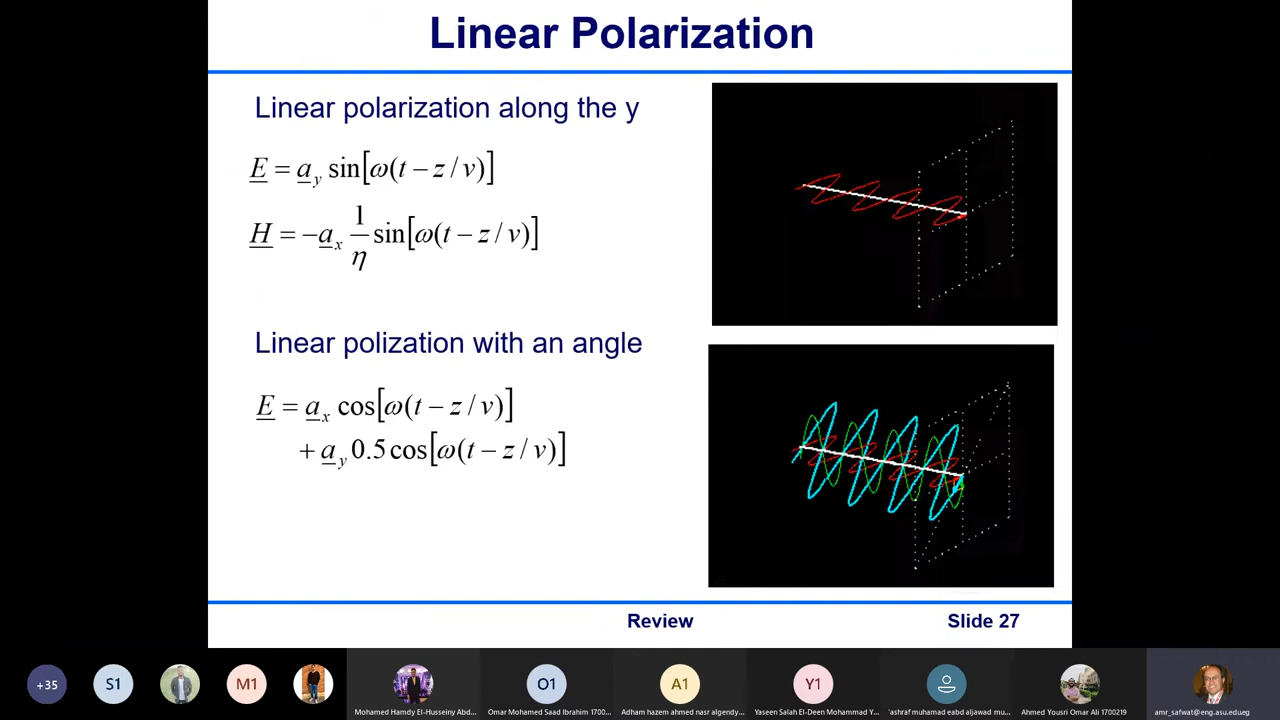 Linear Polarization
Linear polarization along the y
E = a_y sin[ω(t − z / v)]
H = −a_x 1/η sin[ω(t − z / v)]
Linear polization with an angle
E = a_x cos[ω(t − z / v)]
+ a_y 0.5 cos[ω(t − z / v)]
Review
Slide 27
+35
S1
M1
O1
A1
Y1
Mohamed Hamdy El-Husseiny Abd...
Omar Mohamed Saad Ibrahim 1700...
Adham hazem ahmed nasr algendy...
Yaseen Salah El-Deen Mohammad Y...
'ashraf muhamad eabd aljawad mu...
Ahmed Yousri Omar Ali 1700219
amr_safwat@eng.asu.edueg